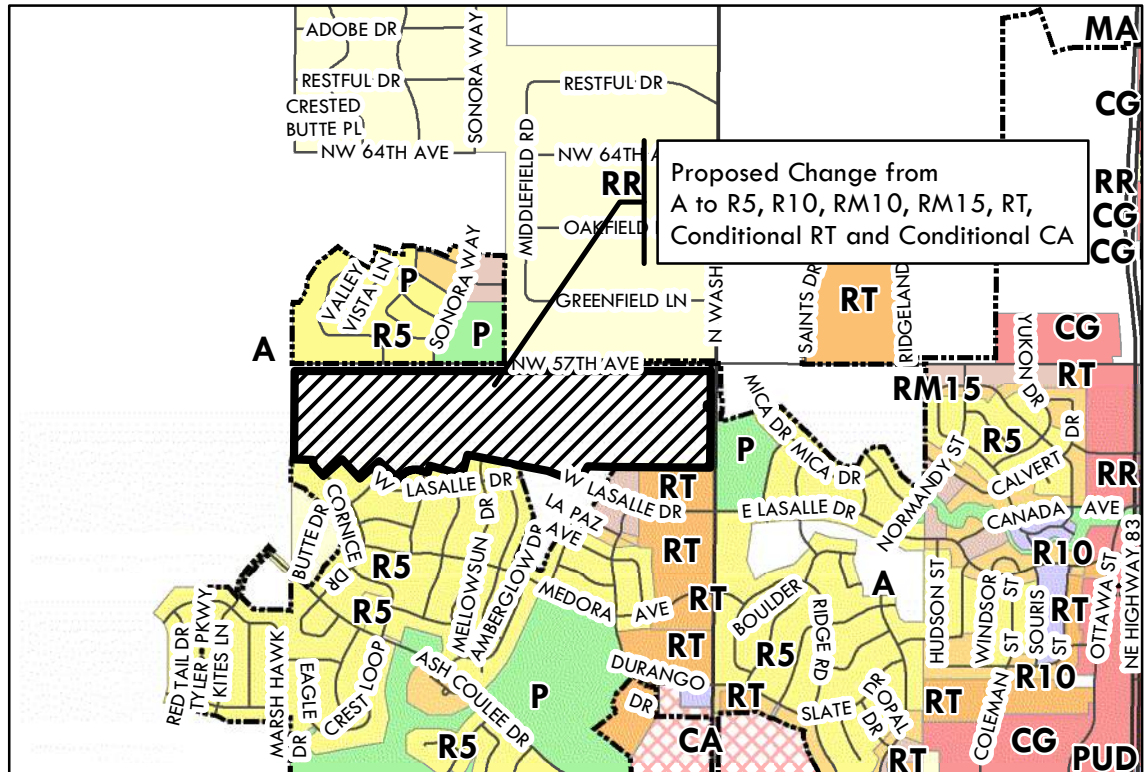 ADOBE DR
SONORA WAY
MA
RESTFUL DR
RESTFUL DR
CRESTED
BUTTE PL
CG
MIDDLEFIELD RD
NW 64TH AVE
NW 64TH A
RR
Proposed Change from
A to R5, R10, RM10, RM15, RT,
Conditional RT and Conditional CA
RR
CG
CG
OAKFIELD
VALLEY
VISTA LN
P
SONORA WAY
GREENFIELD LN
N WASH
SAINTS DR
RT
RIDGELAND
R5
P
A
CG
YUKON DR
NW 57TH AVE
RT
RM15
MICA DR
MICA DR
P
R5
DR
NORMANDY ST
CALVERT
RR
W
LASALLE DR
W LASALLE DR
RT
E LASALLE DR
CANADA AVE
BUTTE DR
CORNICE
DR
MELLOWSUN DR
AMBERGLOW DR
LA PAZ
AVE
RT
R10
R5
R5
MEDORA AVE
RT
BOULDER
RIDGE RD
A
HUDSON ST
WINDSOR
ST
ST
SOURIS
ST
RT
OTTAWA ST
NE HIGHWAY 83
RED TAIL DR
TYLER PKWY
KITES LN
MARSH HAWK
DR
EAGLE
CREST LOOP
ASH COULEE DR
P
RT
DURANGO
DR
R5
RT
SLATE
DR
OPAL
DR
RT
COLEMAN
R10
R5
CA
RT
CG
PUD